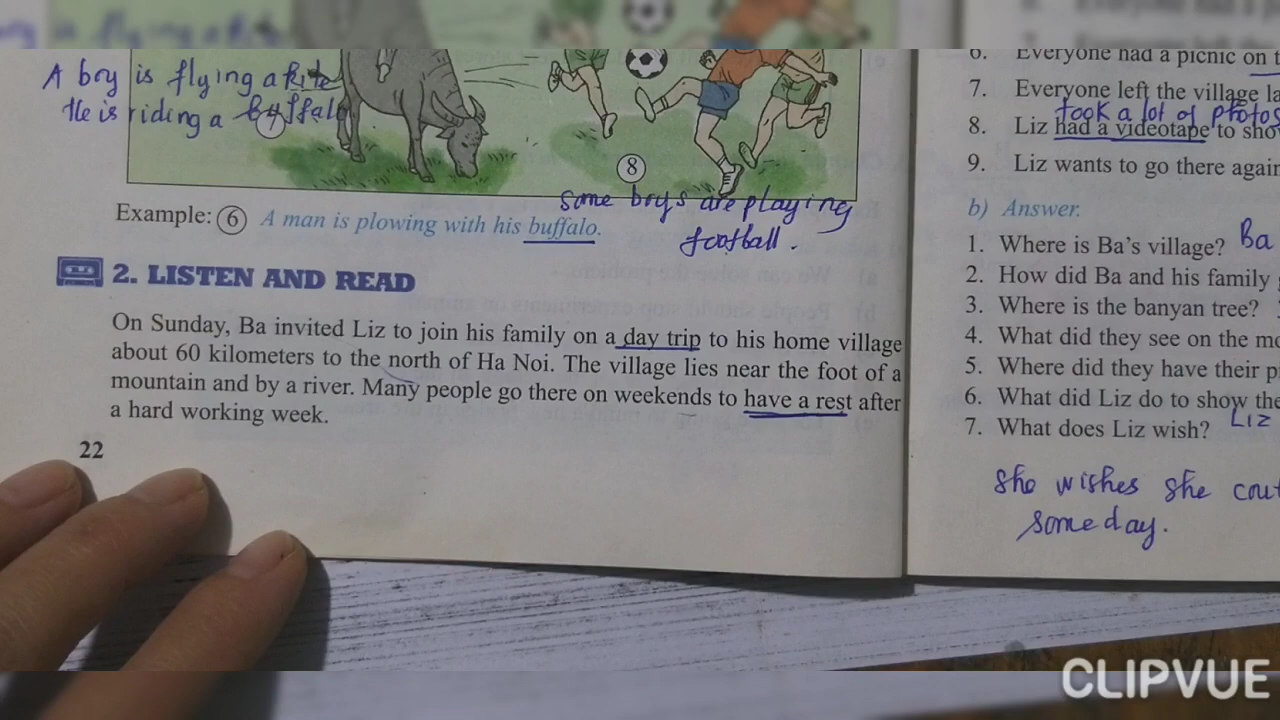 A boy is flying a kite
He is riding a buffalo
7
8
some boys are playing
football.
Example: 6 A man is plowing with his buffalo.
2. LISTEN AND READ
On Sunday, Ba invited Liz to join his family on a day trip to his home village
about 60 kilometers to the north of Ha Noi. The village lies near the foot of a
mountain and by a river. Many people go there on weekends to have a rest after
a hard working week.
22
6. Everyone had a picnic on
7. Everyone left the village
took a lot of photos
8. Liz had a videotape to
9. Liz wants to go there again
b) Answer.
1. Where is Ba's village? Ba
2. How did Ba and his family
3. Where is the banyan tree?
4. What did they see on the
5. Where did they have their
6. What did Liz do to show
7. What does Liz wish? Liz
She wishes she
someday.
CLIPVUE